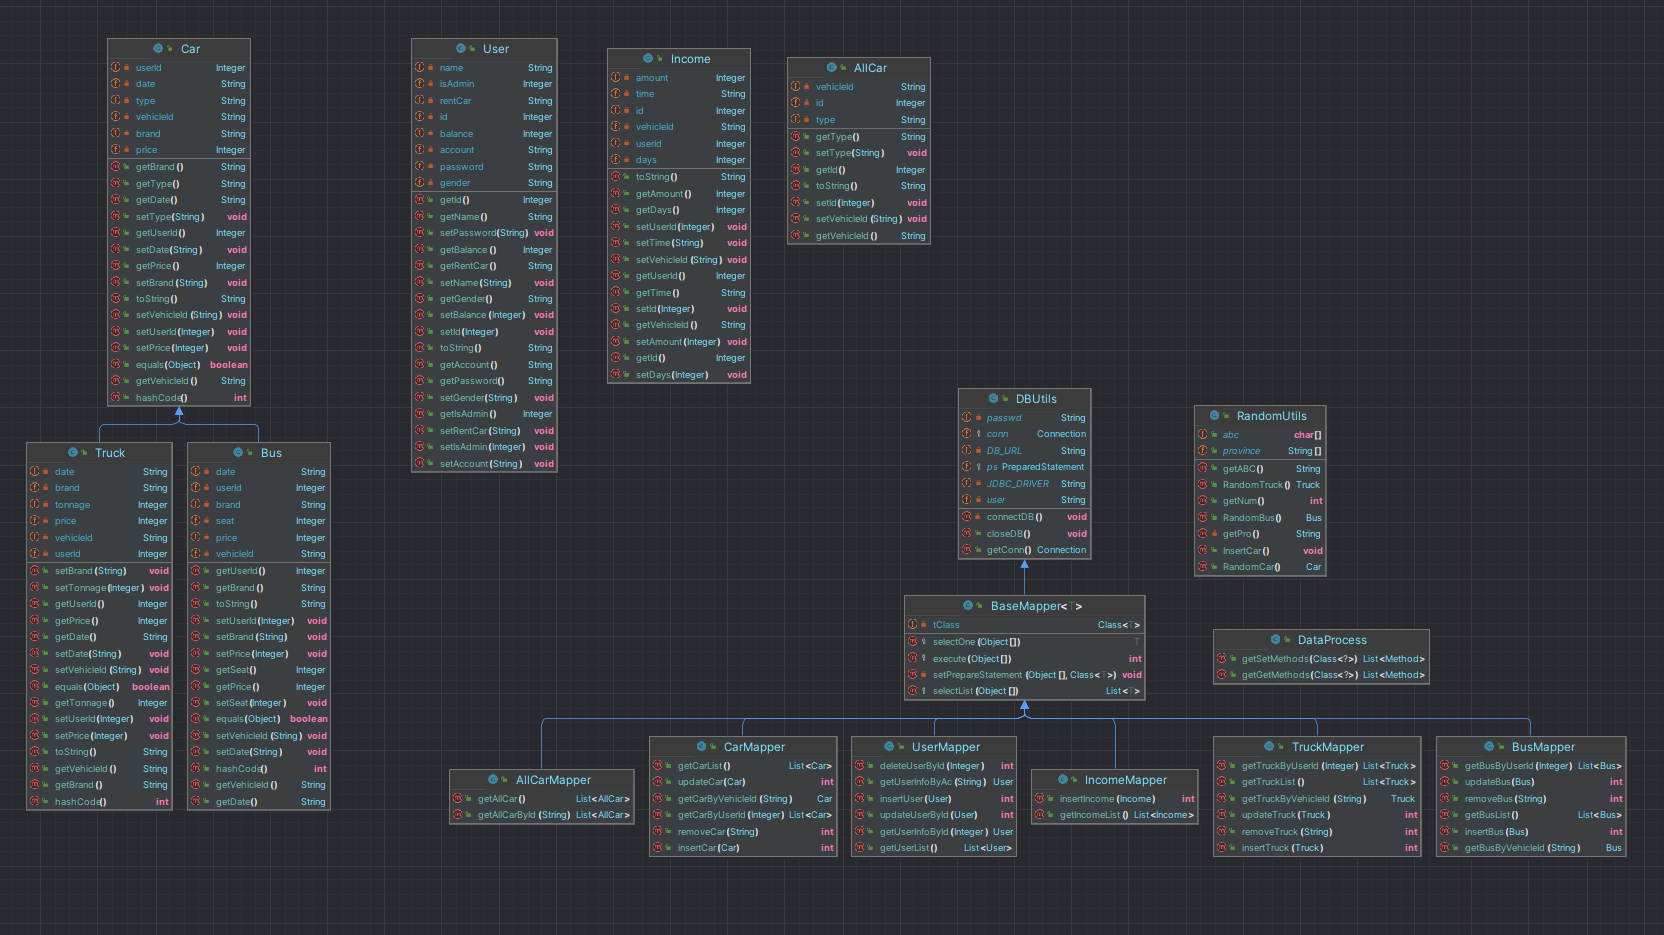 Car
userId Integer
date String
type String
vehicleId String
brand String
price Integer
getBrand() String
getType() String
getDate() String
setType(String) void
getUserId() Integer
setDate(String) void
getPrice() Integer
setBrand(String) void
toString() String
setVehicleId(String) void
setUserId(Integer) void
setPrice(Integer) void
equals(Object) boolean
getVehicleId() String
hashCode() int
User
name String
isAdmin Integer
rentCar String
id Integer
balance Integer
account String
password String
gender String
getId() Integer
getName() String
setPassword(String) void
getBalance() Integer
getRentCar() String
setName(String) void
getGender() String
setBalance(Integer) void
setId(Integer) void
toString() String
getAccount() String
getPassword() String
setGender(String) void
getIsAdmin() Integer
setRentCar(String) void
setIsAdmin(Integer) void
setAccount(String) void
Income
amount Integer
time String
id Integer
vehicleId String
userId Integer
days Integer
toString() String
getAmount() Integer
getDays() Integer
setUserId(Integer) void
setTime(String) void
setVehicleId(String) void
getUserId() Integer
getTime() String
setId(Integer) void
getVehicleId() String
setAmount(Integer) void
getId() Integer
setDays(Integer) void
AllCar
vehicleId String
id Integer
type String
getType() String
setType(String) void
getId() Integer
toString() String
setId(Integer) void
setVehicleId(String) void
getVehicleId() String
Truck
date String
brand String
tonnage Integer
price Integer
vehicleId String
userId Integer
setBrand(String) void
setTonnage(Integer) void
getUserId() Integer
getPrice() Integer
getDate() String
setDate(String) void
setVehicleId(String) void
equals(Object) boolean
getTonnage() Integer
setUserId(Integer) void
setPrice(Integer) void
toString() String
getVehicleId() String
getBrand() String
hashCode() int
Bus
date String
userId Integer
brand String
seat Integer
price Integer
vehicleId String
getUserId() Integer
getBrand() String
toString() String
setUserId(Integer) void
setBrand(String) void
setPrice(Integer) void
getSeat() Integer
getPrice() Integer
setSeat(Integer) void
equals(Object) boolean
setVehicleId(String) void
setDate(String) void
hashCode() int
getVehicleId() String
getDate() String
DBUtils
passwd String
conn Connection
DB_URL String
ps PreparedStatement
JDBC_DRIVER String
user String
connectDB() void
closeDB() void
getConn() Connection
RandomUtils
abc char[]
province String[]
getABC() String
RandomTruck() Truck
getNum() int
RandomBus() Bus
getPro() String
InsertCar() void
RandomCar() Car
BaseMapper<T>
tClass Class<T>
selectOne(Object[]) T
execute(Object[]) int
setPrepareStatement(Object[], Class<T>) void
selectList(Object[]) List<T>
DataProcess
getSetMethods(Class<?>) List<Method>
getGetMethods(Class<?>) List<Method>
AllCarMapper
getAllCar() List<AllCar>
getAllCarById(String) List<AllCar>
CarMapper
getCarList() List<Car>
updateCar(Car) int
getCarByVehicleId(String) Car
getCarByUserId(Integer) List<Car>
removeCar(String) int
insertCar(Car) int
UserMapper
deleteUserById(Integer) int
getUserInfoByAc(String) User
insertUser(User) int
updateUserById(User) int
getUserInfoById(Integer) User
getUserList() List<User>
IncomeMapper
insertIncome(Income) int
getIncomeList() List<Income>
TruckMapper
getTruckByUserId(Integer) List<Truck>
getTruckList() List<Truck>
getTruckByVehicleId(String) Truck
updateTruck(Truck) int
removeTruck(String) int
insertTruck(Truck) int
BusMapper
getBusByUserId(Integer) List<Bus>
updateBus(Bus) int
removeBus(String) int
getBusList() List<Bus>
insertBus(Bus) int
getBusByVehicleId(String) Bus